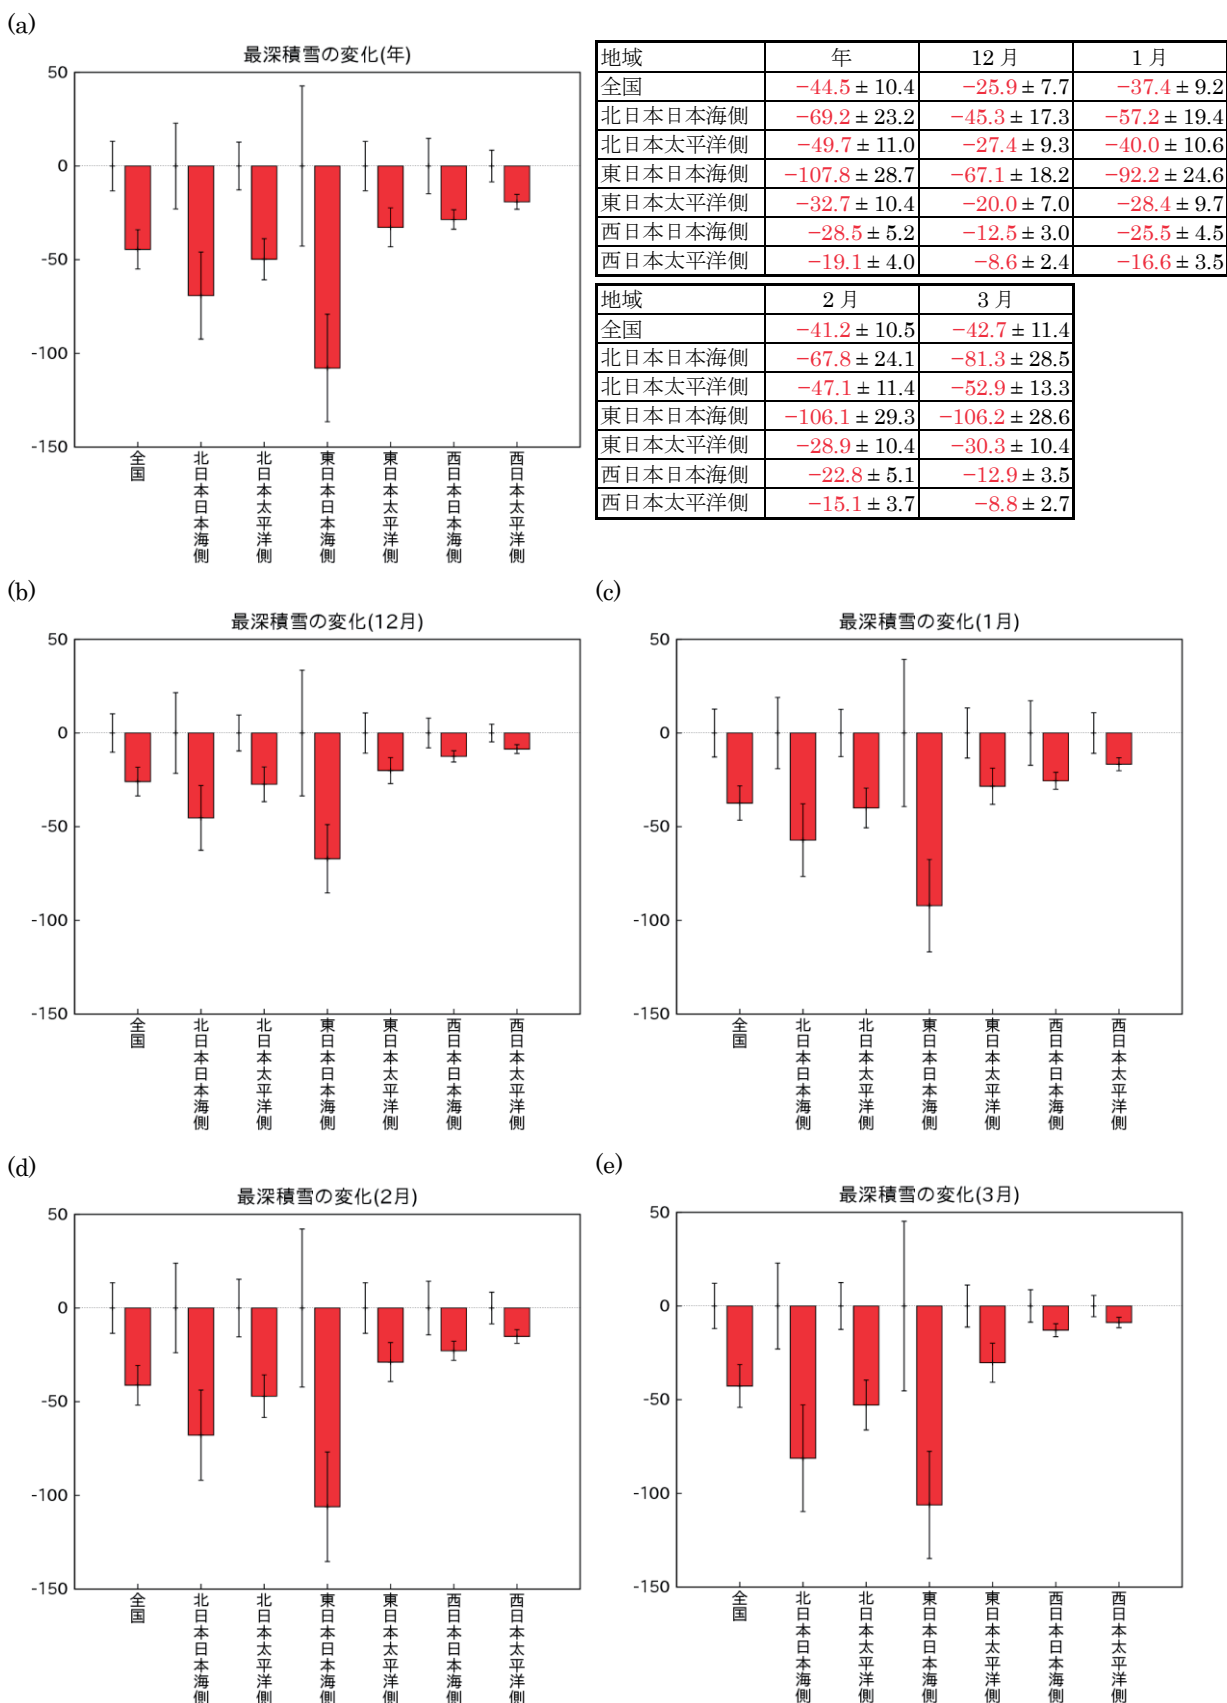 (a)
最深積雪の変化(年)
50
0
-50
-100
-150
全国
北日本日本海側
北日本太平洋側
東日本日本海側
東日本太平洋側
西日本日本海側
西日本太平洋側
地域 年 12月 1月
全国 −44.5 ± 10.4 −25.9 ± 7.7 −37.4 ± 9.2
北日本日本海側 −69.2 ± 23.2 −45.3 ± 17.3 −57.2 ± 19.4
北日本太平洋側 −49.7 ± 11.0 −27.4 ± 9.3 −40.0 ± 10.6
東日本日本海側 −107.8 ± 28.7 −67.1 ± 18.2 −92.2 ± 24.6
東日本太平洋側 −32.7 ± 10.4 −20.0 ± 7.0 −28.4 ± 9.7
西日本日本海側 −28.5 ± 5.2 −12.5 ± 3.0 −25.5 ± 4.5
西日本太平洋側 −19.1 ± 4.0 −8.6 ± 2.4 −16.6 ± 3.5
地域 2月 3月
全国 −41.2 ± 10.5 −42.7 ± 11.4
北日本日本海側 −67.8 ± 24.1 −81.3 ± 28.5
北日本太平洋側 −47.1 ± 11.4 −52.9 ± 13.3
東日本日本海側 −106.1 ± 29.3 −106.2 ± 28.6
東日本太平洋側 −28.9 ± 10.4 −30.3 ± 10.4
西日本日本海側 −22.8 ± 5.1 −12.9 ± 3.5
西日本太平洋側 −15.1 ± 3.7 −8.8 ± 2.7
(b)
最深積雪の変化(12月)
50
0
-50
-100
-150
全国
北日本日本海側
北日本太平洋側
東日本日本海側
東日本太平洋側
西日本日本海側
西日本太平洋側
(c)
最深積雪の変化(1月)
50
0
-50
-100
-150
全国
北日本日本海側
北日本太平洋側
東日本日本海側
東日本太平洋側
西日本日本海側
西日本太平洋側
(d)
最深積雪の変化(2月)
50
0
-50
-100
-150
全国
北日本日本海側
北日本太平洋側
東日本日本海側
東日本太平洋側
西日本日本海側
西日本太平洋側
(e)
最深積雪の変化(3月)
50
0
-50
-100
-150
全国
北日本日本海側
北日本太平洋側
東日本日本海側
東日本太平洋側
西日本日本海側
西日本太平洋側